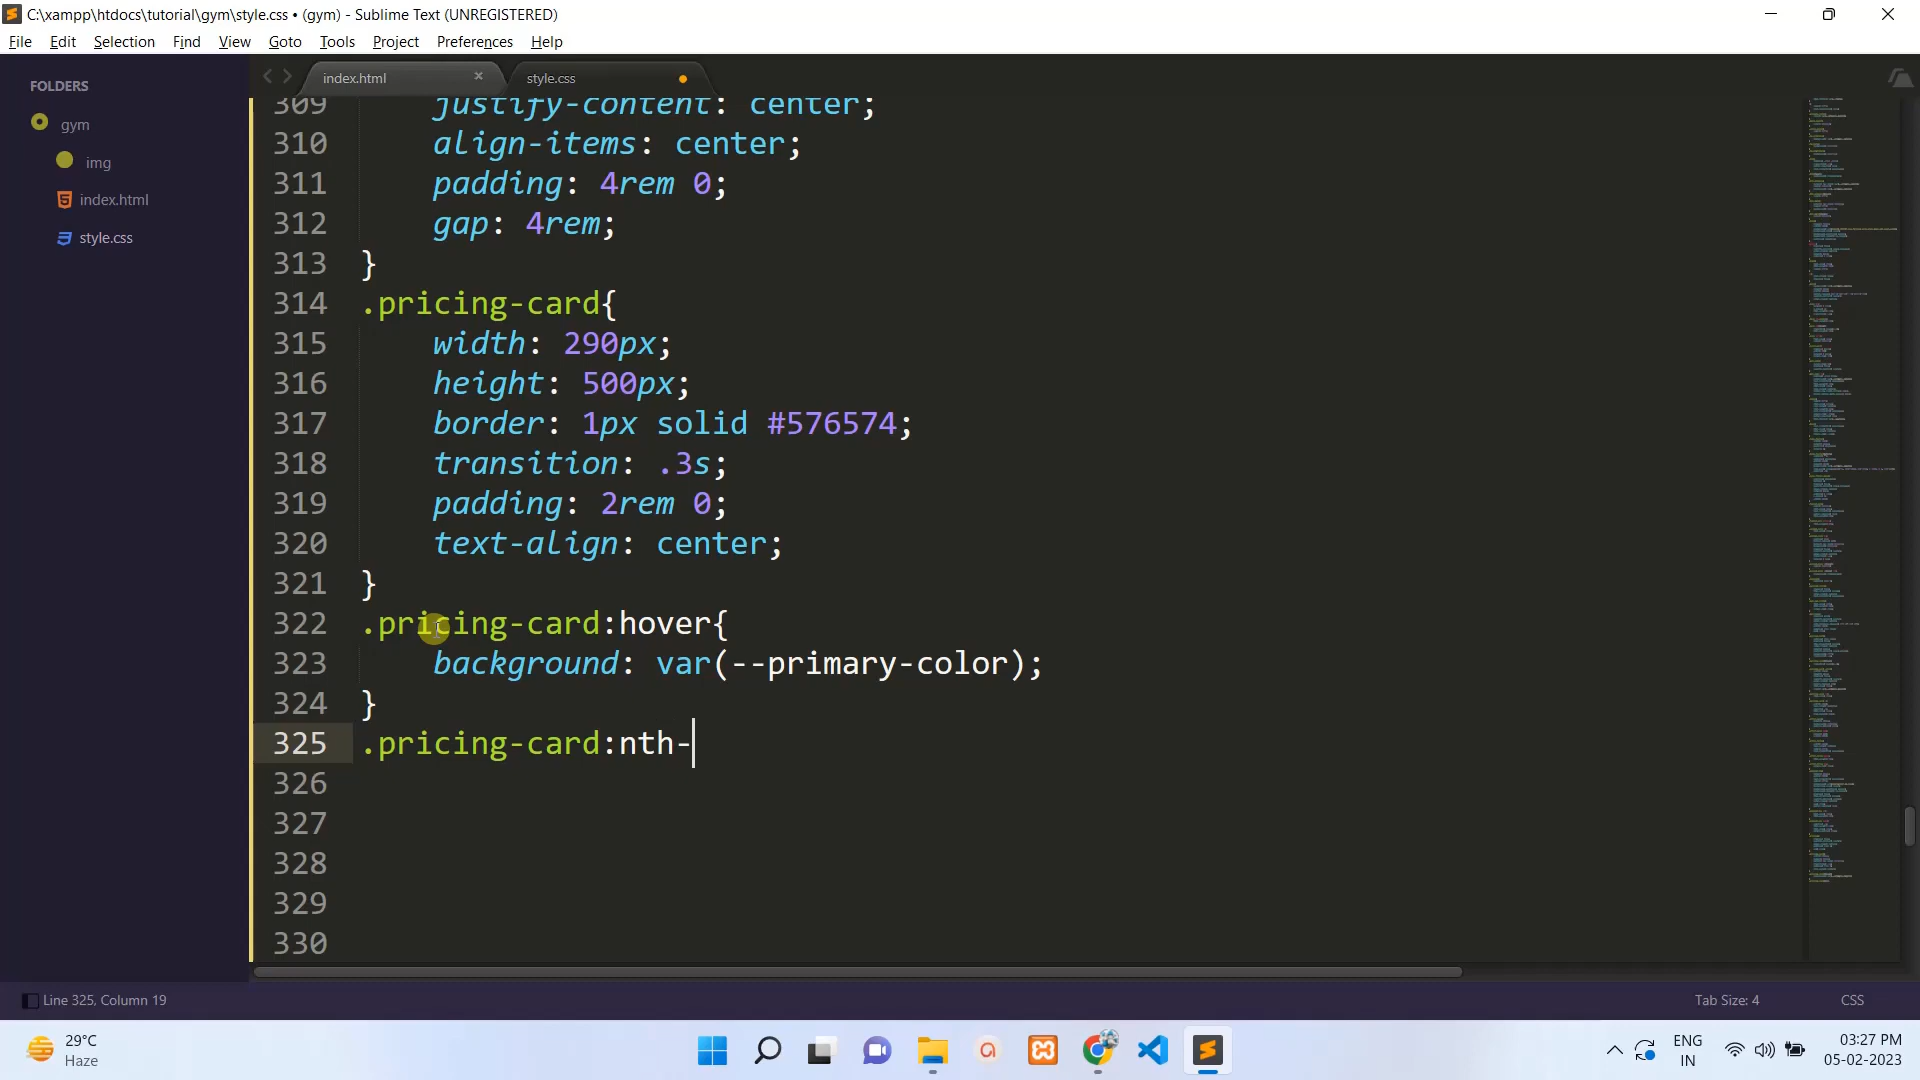 C:\xampp\htdocs\tutorial\gym\style.css • (gym) - Sublime Text (UNREGISTERED)
File Edit Selection Find View Goto Tools Project Preferences Help
FOLDERS
gym
img
index.html
style.css
index.html
style.css
309 justify-content: center;
310 align-items: center;
311 padding: 4rem 0;
312 gap: 4rem;
313 }
314 .pricing-card{
315 width: 290px;
316 height: 500px;
317 border: 1px solid #576574;
318 transition: .3s;
319 padding: 2rem 0;
320 text-align: center;
321 }
322 .pricing-card:hover{
323 background: var(--primary-color);
324 }
325 .pricing-card:nth-
326
327
328
329
330
Line 325, Column 19
Tab Size: 4
CSS
29°C
Haze
ENG
IN
03:27 PM
05-02-2023